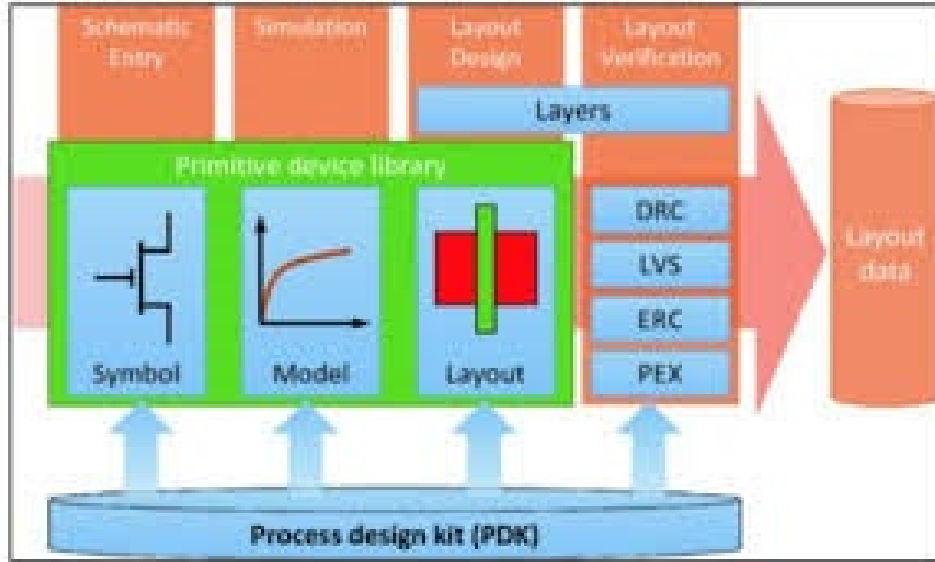 Schematic
Entry
Simulation
Layout
Design
Layout
Verification
Layers
Primitive device library
Symbol
Model
Layout
DRC
LVS
ERC
PEX
Layout
data
Process design kit (PDK)